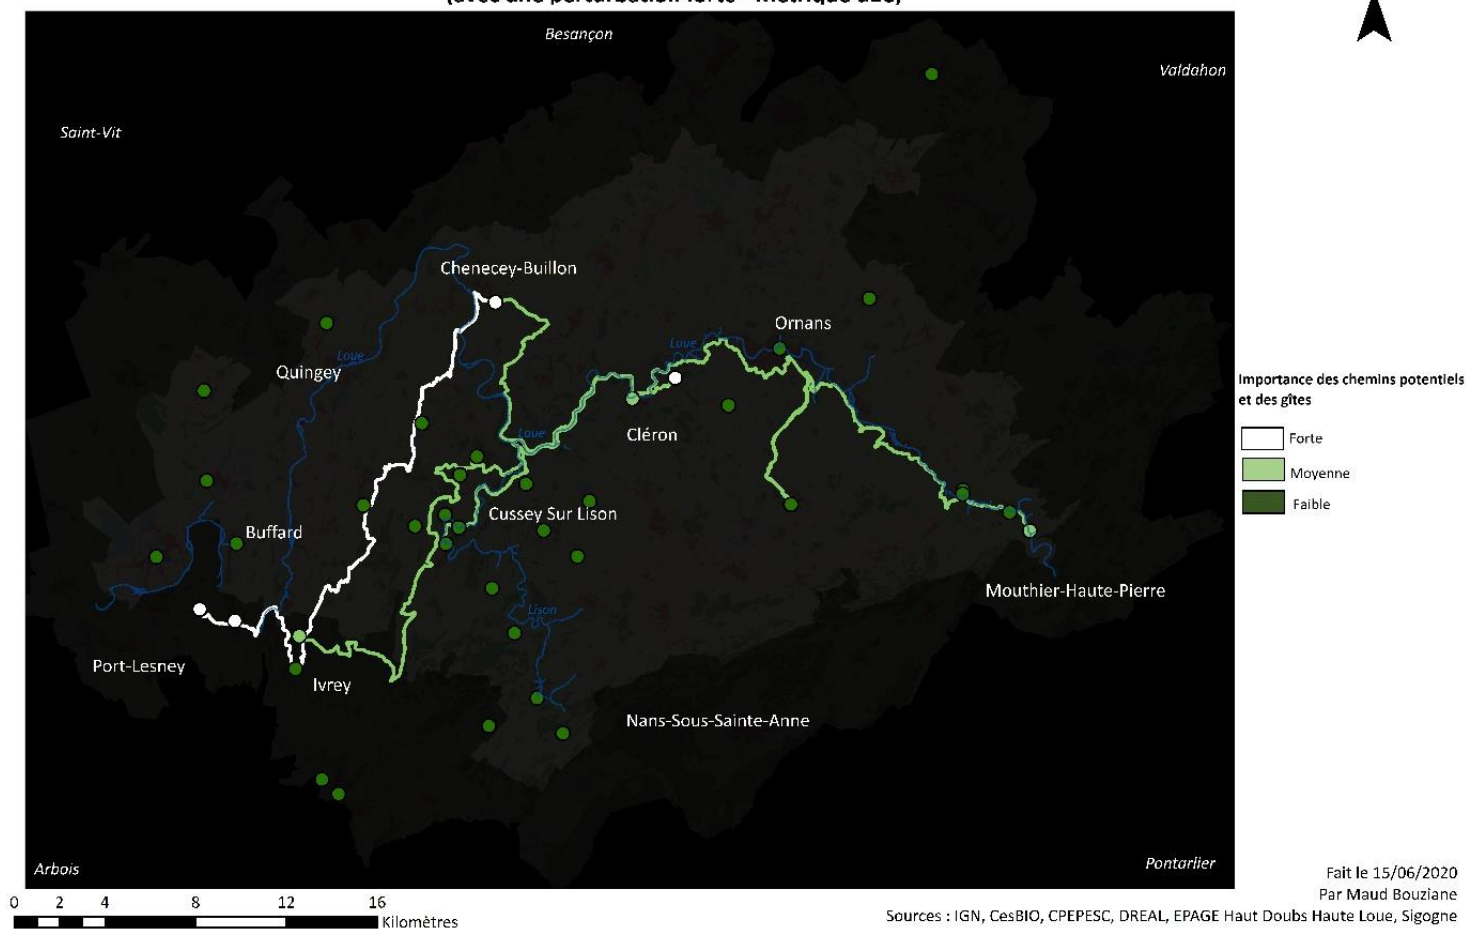 Besançon
Valdahon
Saint-Vit
Chenecey-Buillon
Ornans
Loue
Loue
Quingey
Importance des chemins potentiels
et des gîtes
Forte
Moyenne
Faible
Cléron
Loue
Cussey Sur Lison
Buffard
Mouthier-Haute-Pierre
Lison
Port-Lesney
Ivrey
Nans-Sous-Sainte-Anne
Arbois
Pontarlier
Fait le 15/06/2020
Par Maud Bouziane
Sources : IGN, CesBIO, CPEPESC, DREAL, EPAGE Haut Doubs Haute Loue, Sigogne
0 2 4 8 12 16
Kilomètres